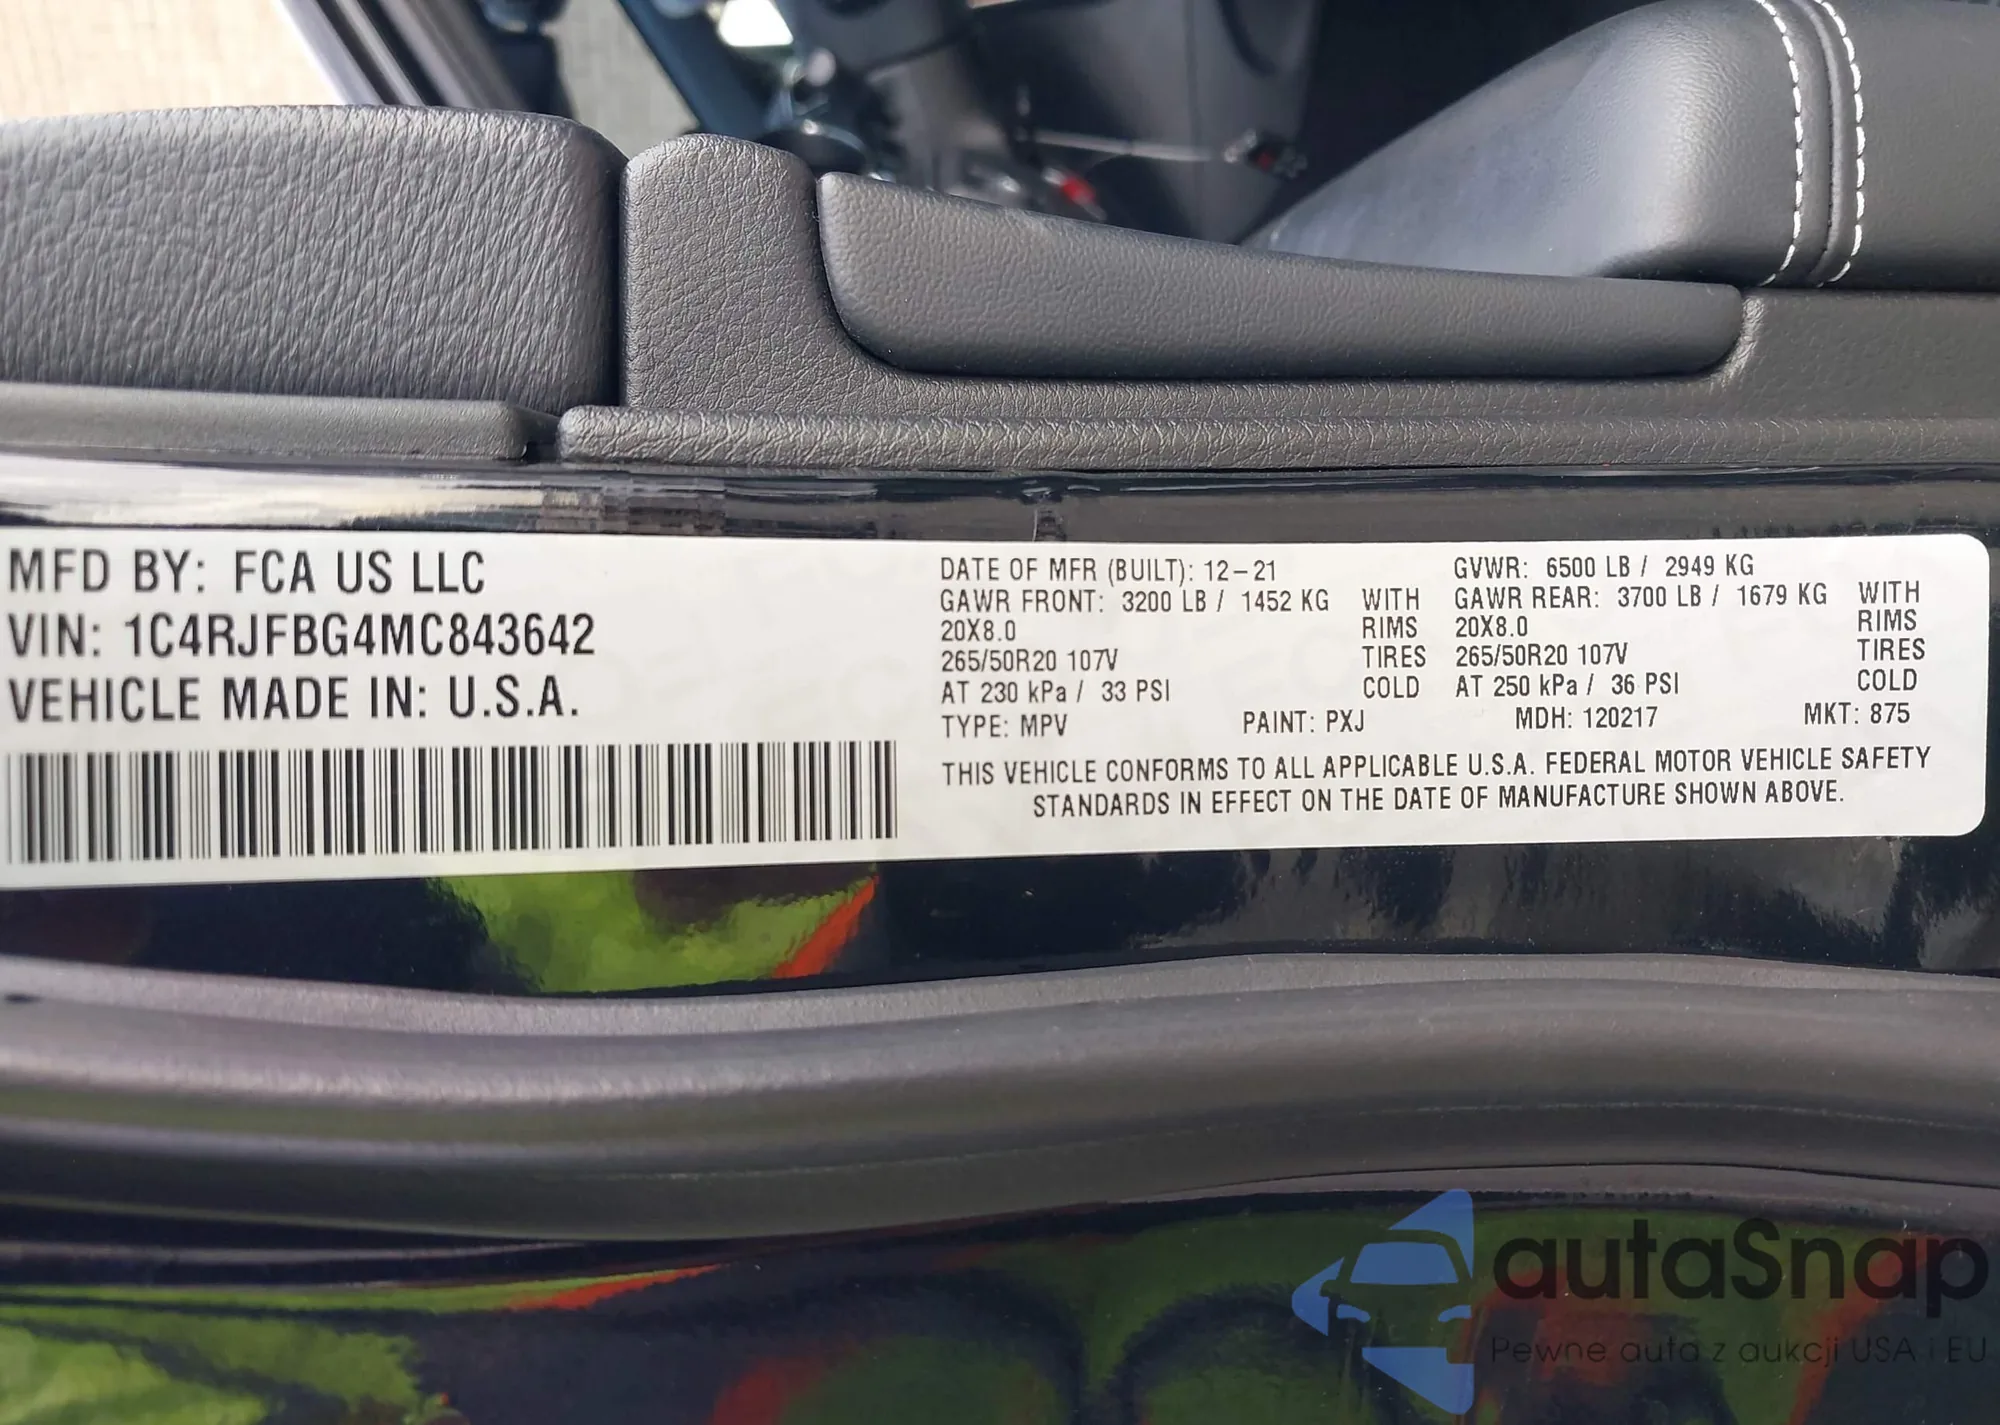 MFD BY: FCA US LLC
VIN: 1C4RJFBG4MC843642
VEHICLE MADE IN: U.S.A.
DATE OF MFR (BUILT): 12-21 GVWR: 6500 LB / 2949 KG
GAWR FRONT: 3200 LB / 1452 KG WITH GAWR REAR: 3700 LB / 1679 KG WITH
20X8.0 RIMS 20X8.0 RIMS
265/50R20 107V TIRES 265/50R20 107V TIRES
AT 230 kPa / 33 PSI COLD AT 250 kPa / 36 PSI COLD
TYPE: MPV PAINT: PXJ MDH: 120217 MKT: 875
THIS VEHICLE CONFORMS TO ALL APPLICABLE U.S.A. FEDERAL MOTOR VEHICLE SAFETY
STANDARDS IN EFFECT ON THE DATE OF MANUFACTURE SHOWN ABOVE.
autaSnap
Pewne auta z aukcji USA i EU